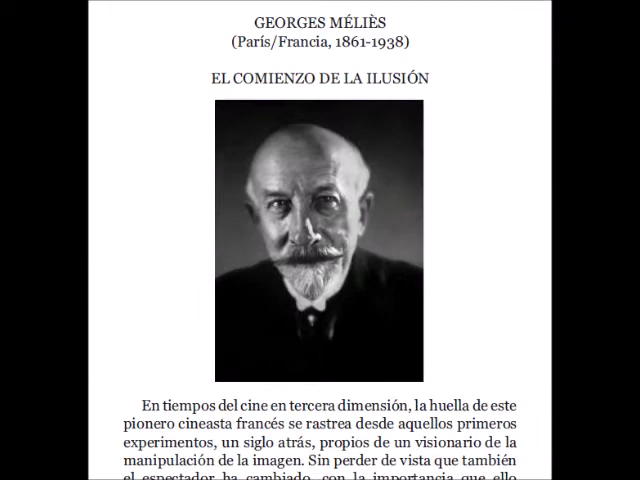 GEORGES MÉLIÈS
(París/Francia, 1861-1938)
EL COMIENZO DE LA ILUSIÓN
En tiempos del cine en tercera dimensión, la huella de este
pionero cineasta francés se rastrea desde aquellos primeros
experimentos, un siglo atrás, propios de un visionario de la
manipulación de la imagen. Sin perder de vista que también
el espectador ha cambiado, con la importancia que ello